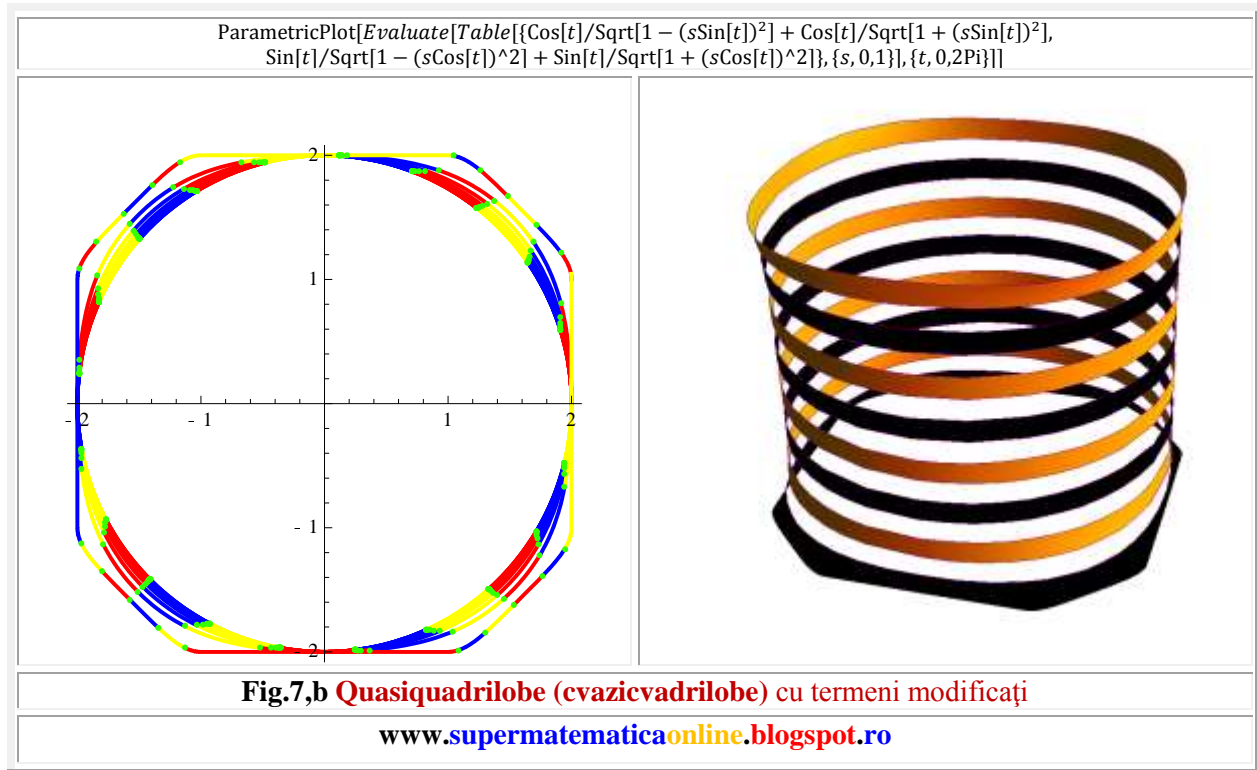 ParametricPlot[Evaluate[Table[{Cos[t]/Sqrt[1 − (sSin[t])²] + Cos[t]/Sqrt[1 + (sSin[t])²],
Sin[t]/Sqrt[1 − (sCos[t])^2] + Sin[t]/Sqrt[1 + (sCos[t])^2]}, {s, 0,1}], {t, 0,2Pi}]]
2
1
- 2 - 1 1 2
- 1
- 2
Fig.7,b Quasiquadrilobe (cvazicvadrilobe) cu termeni modificaţi
www.supermatematicaonline.blogspot.ro